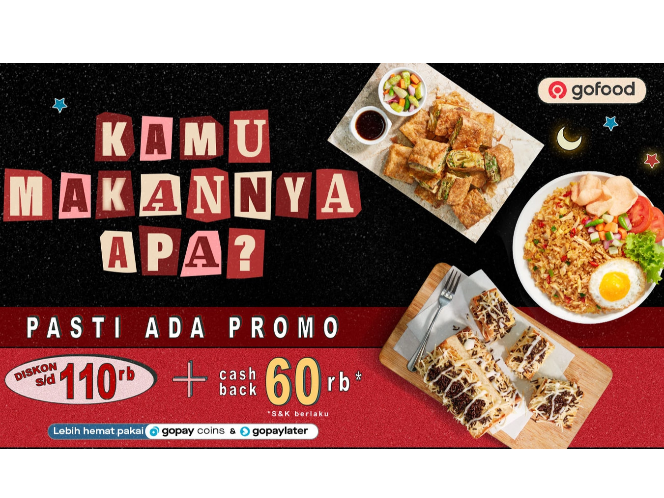 gofood
KAMU
MAKANNYA
APA?
PASTI ADA PROMO
DISKON s/d 110rb + cash back 60rb*
*S&K berlaku
Lebih hemat pakai gopay coins & gopaylater